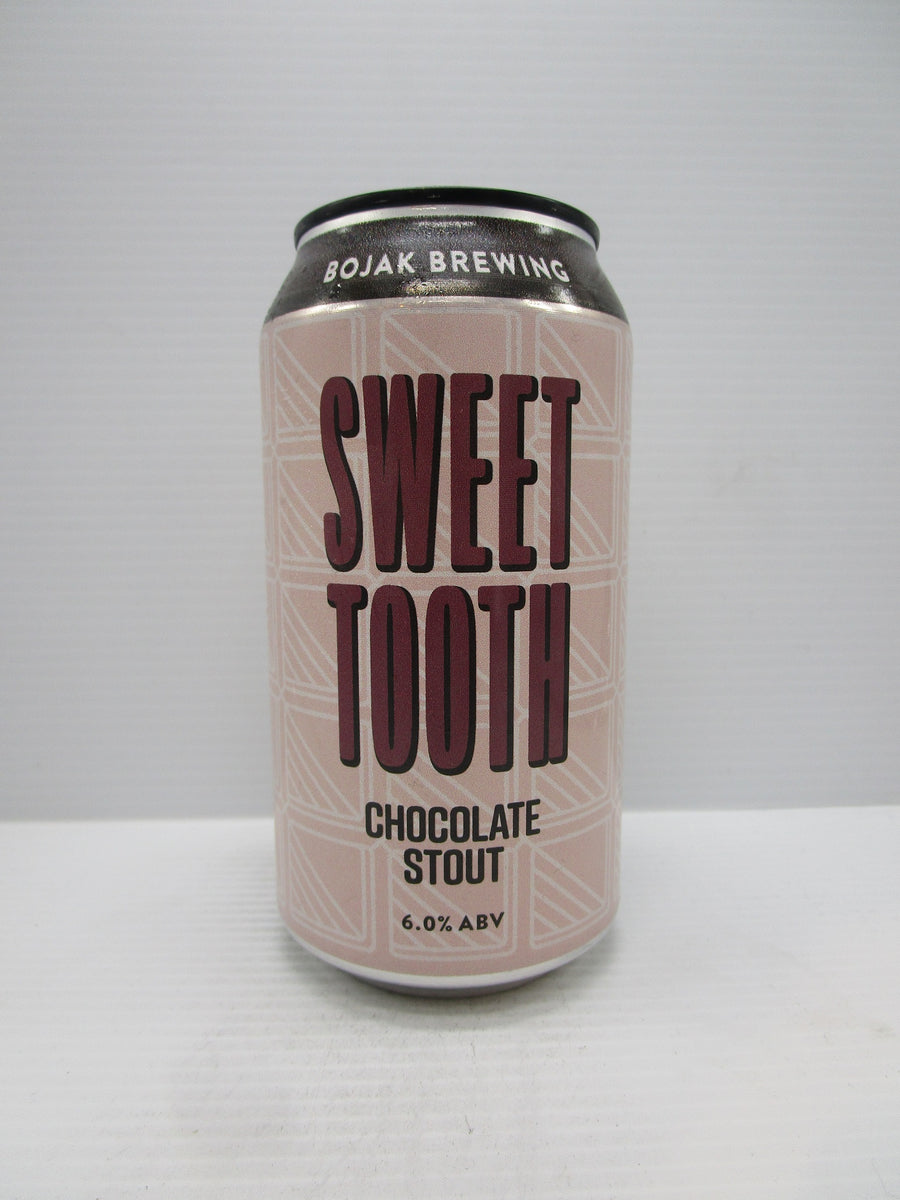 BOJAK BREWING
SWEET
TOOTH
CHOCOLATE
STOUT
6.0% ABV